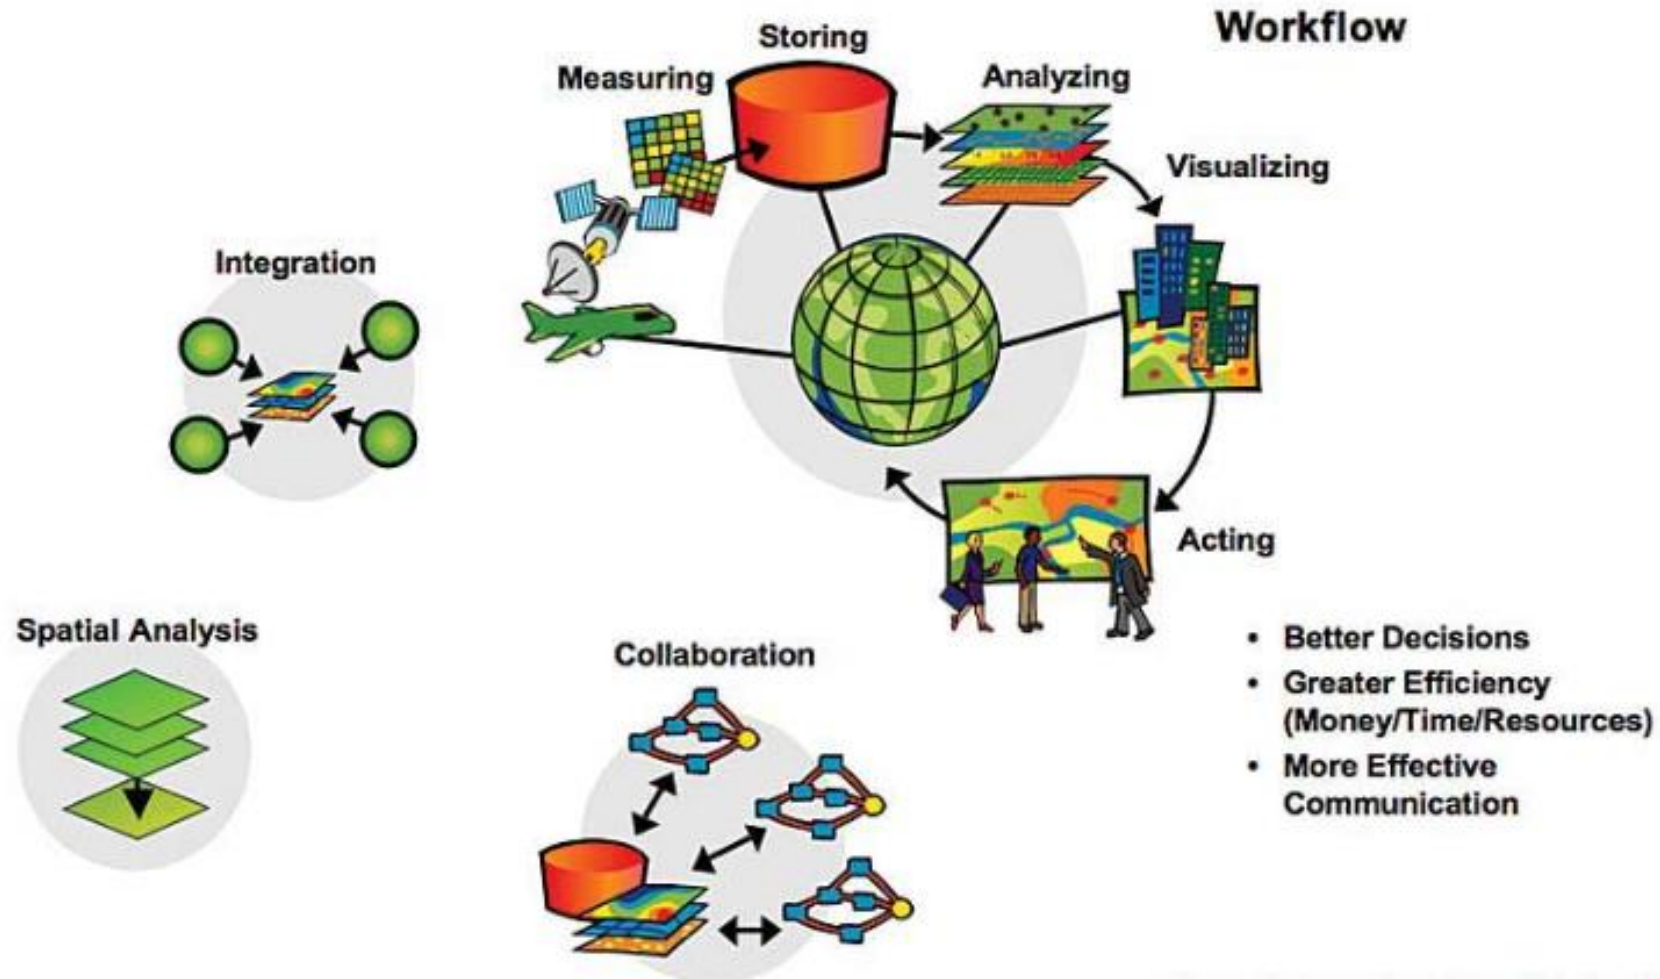 Workflow
Storing
Measuring
Analyzing
Visualizing
Integration
Acting
Spatial Analysis
Collaboration
• Better Decisions
• Greater Efficiency
(Money/Time/Resources)
• More Effective
Communication